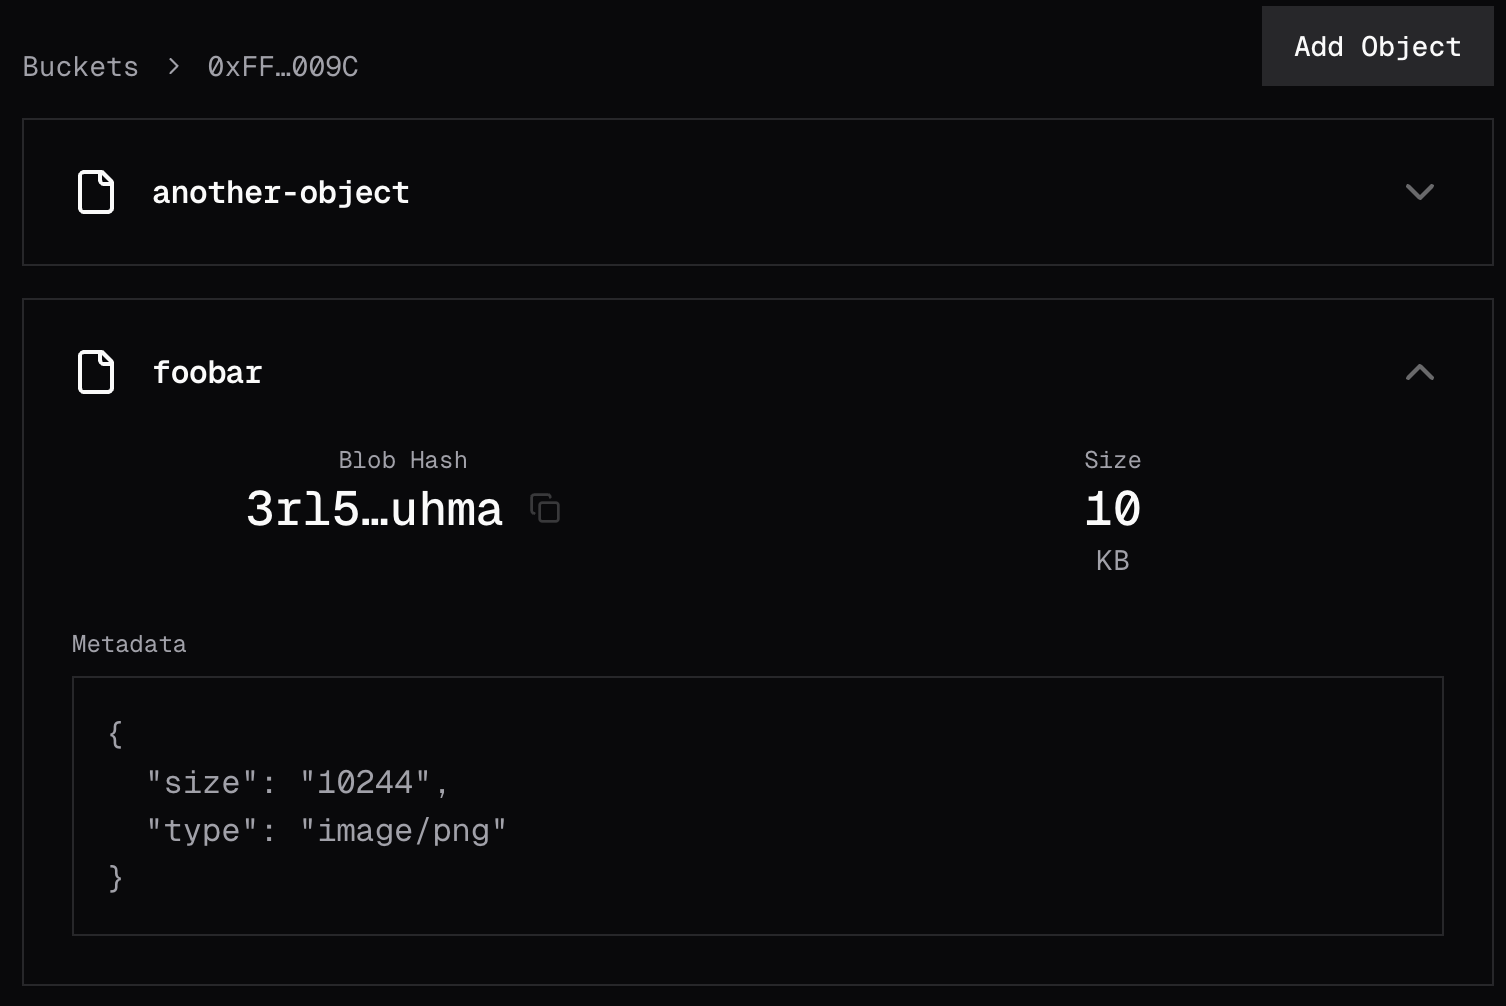 Buckets > 0xFF…009C
Add Object
another-object
foobar
Blob Hash
3rl5…uhma
Size
10
KB
Metadata
{
  "size": "10244",
  "type": "image/png"
}